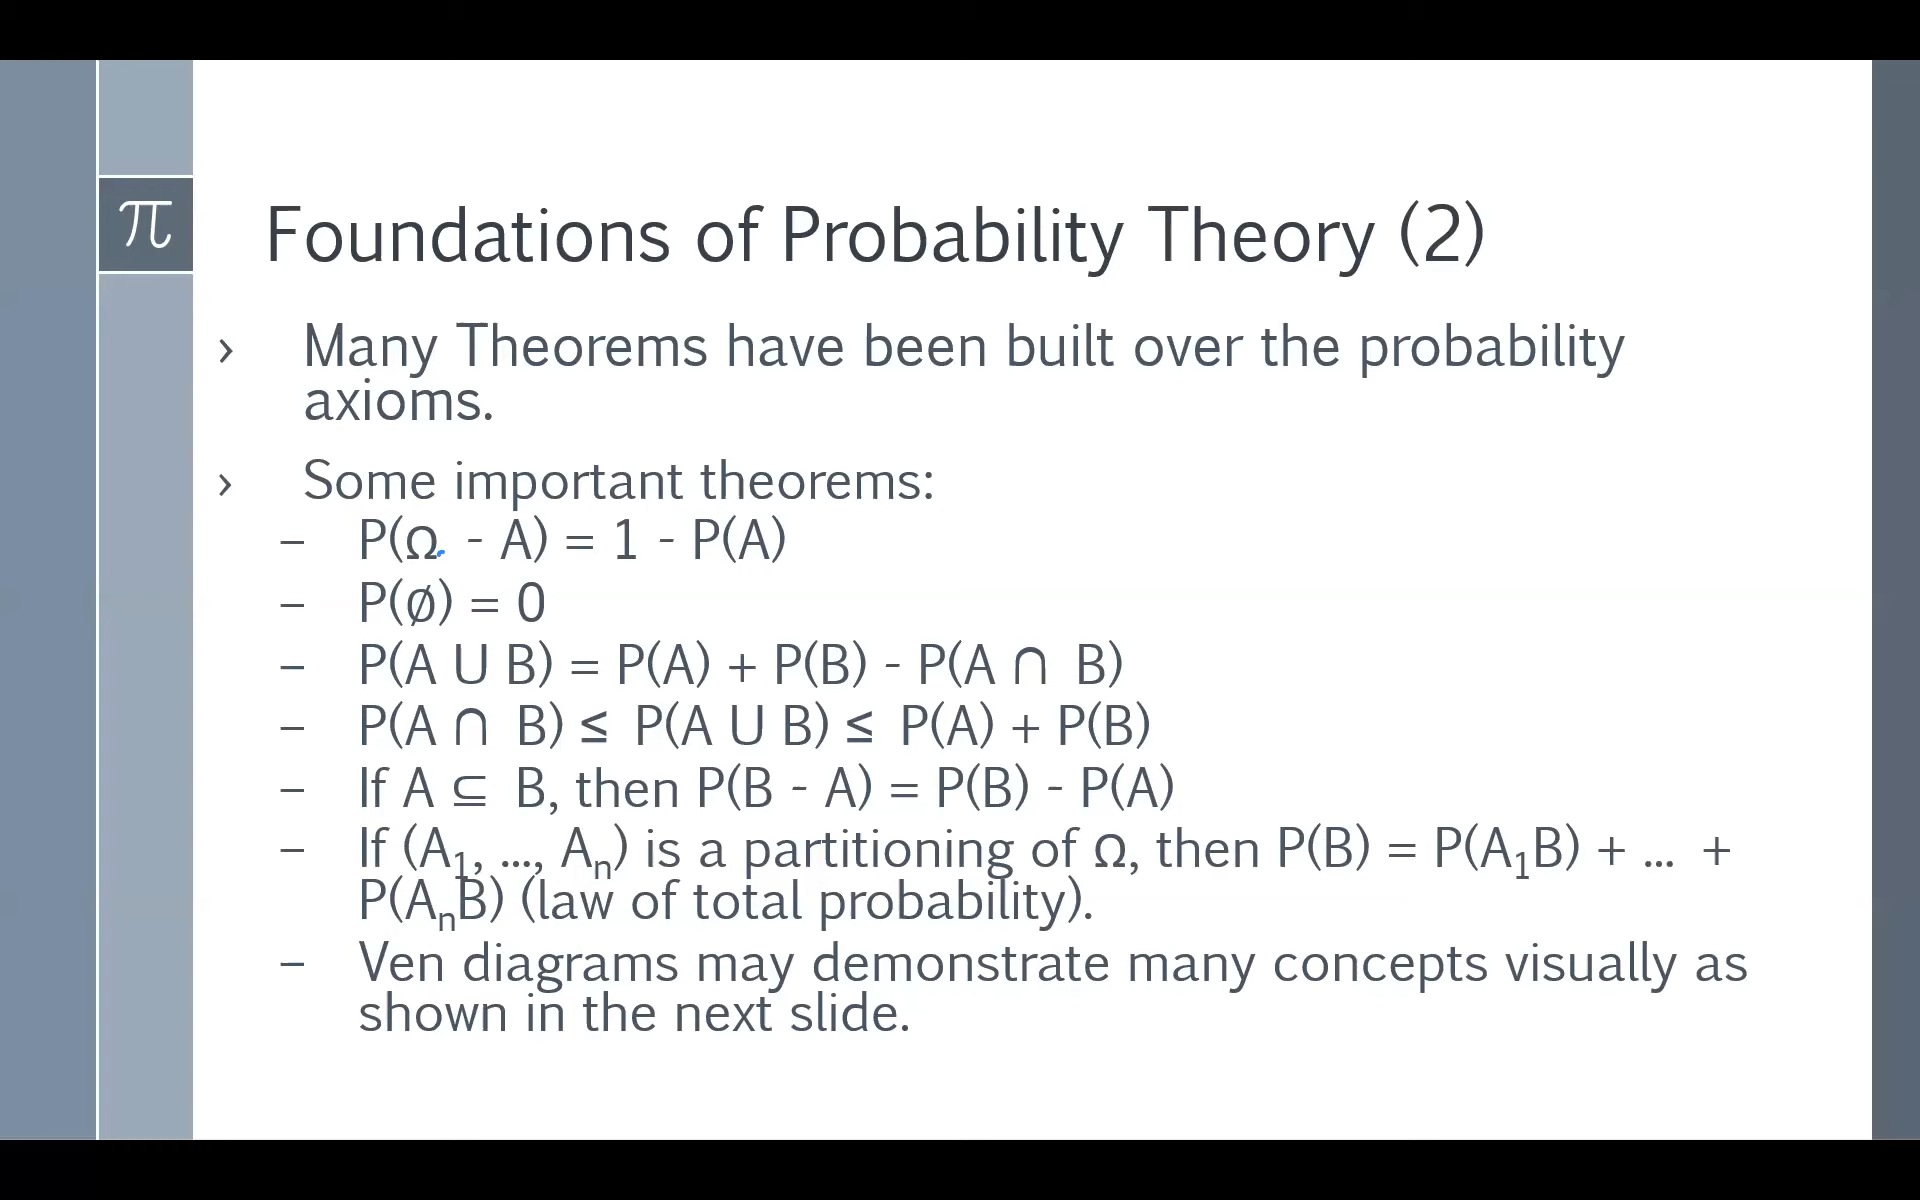 π
Foundations of Probability Theory (2)
› Many Theorems have been built over the probability
axioms.
› Some important theorems:
– P(Ω - A) = 1 - P(A)
– P(ø) = 0
– P(A ∪ B) = P(A) + P(B) - P(A ∩ B)
– P(A ∩ B) ≤ P(A ∪ B) ≤ P(A) + P(B)
– If A ⊆ B, then P(B - A) = P(B) - P(A)
– If (A₁, …, Aₙ) is a partitioning of Ω, then P(B) = P(A₁B) + … +
P(AₙB) (law of total probability).
– Ven diagrams may demonstrate many concepts visually as
shown in the next slide.